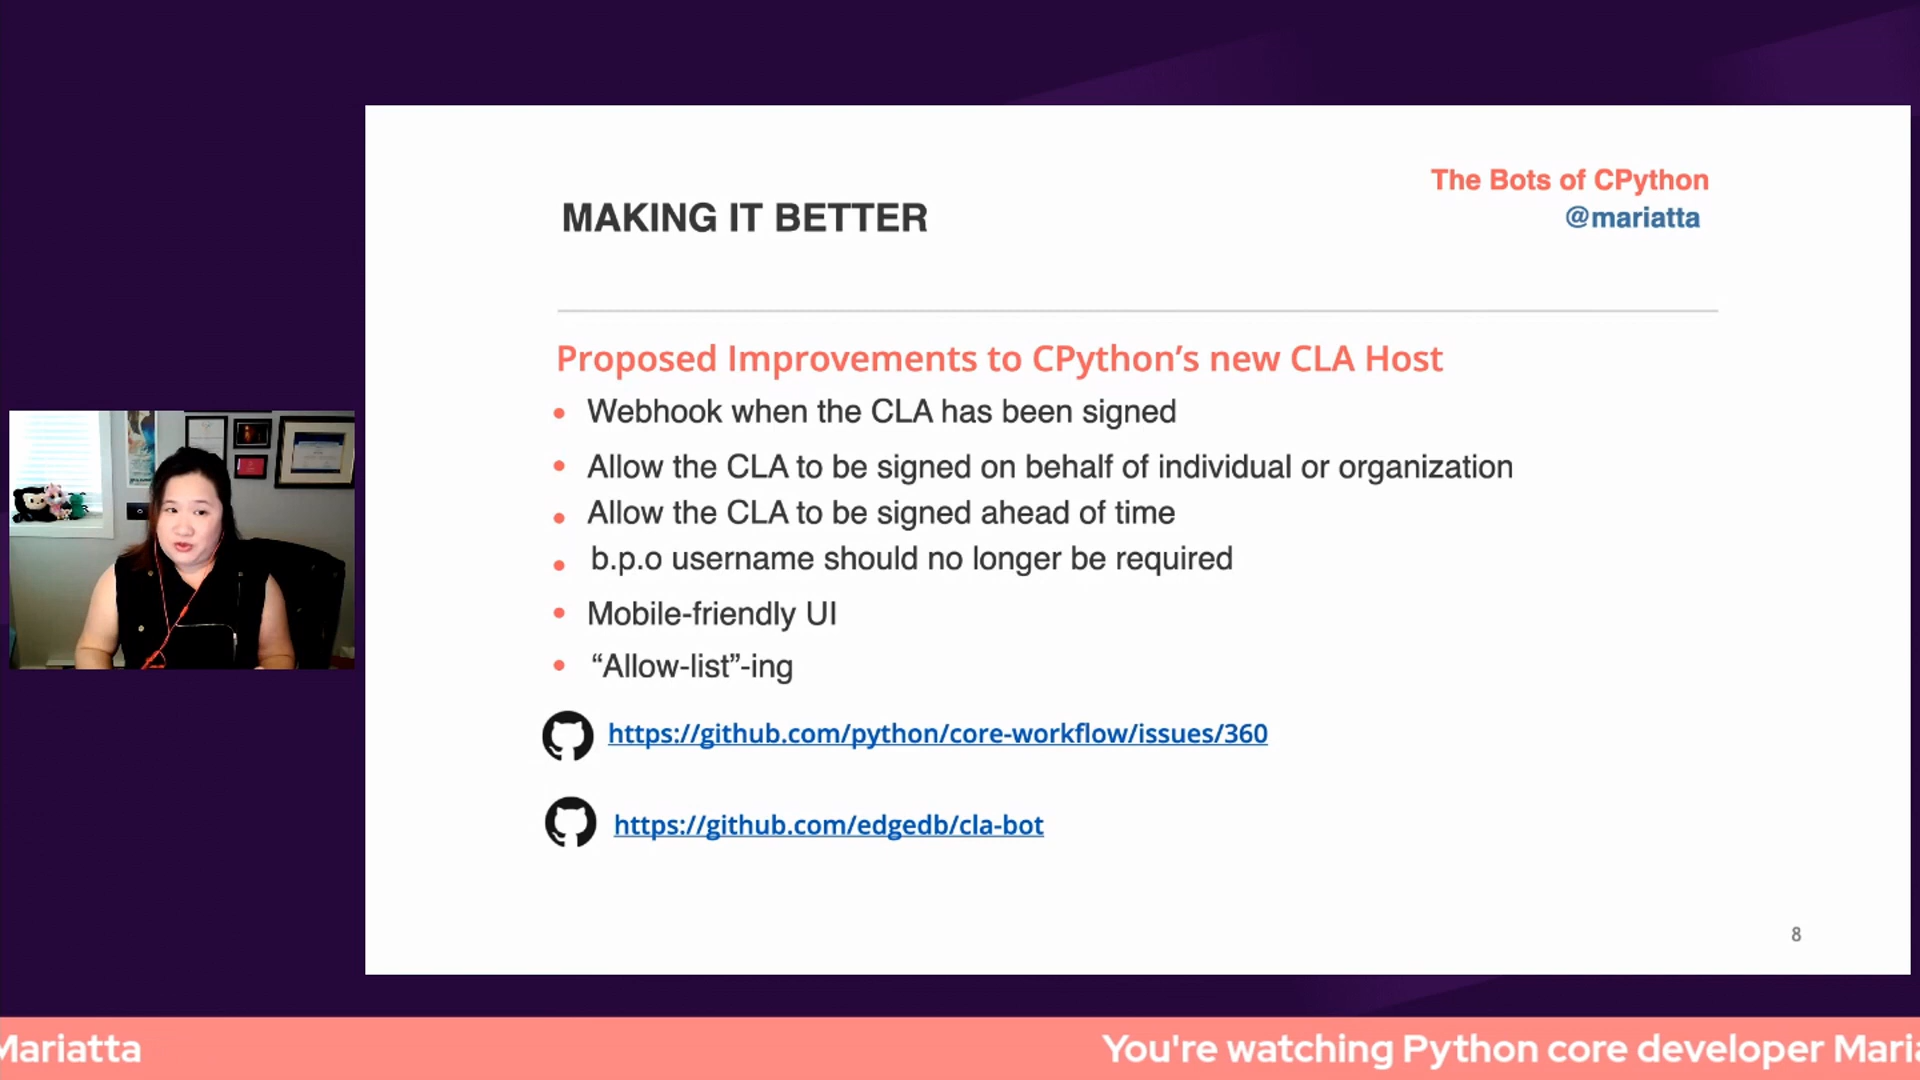 The Bots of CPython
@mariatta
MAKING IT BETTER
Proposed Improvements to CPython’s new CLA Host
• Webhook when the CLA has been signed
• Allow the CLA to be signed on behalf of individual or organization
• Allow the CLA to be signed ahead of time
• b.p.o username should no longer be required
• Mobile-friendly UI
• “Allow-list”-ing
https://github.com/python/core-workflow/issues/360
https://github.com/edgedb/cla-bot
8
Mariatta You're watching Python core developer Maria